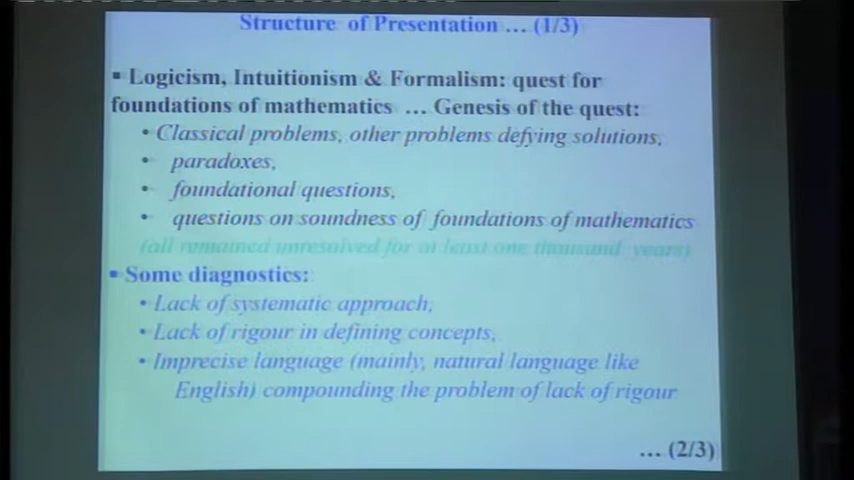 Structure of Presentation ... (1/3)
▪ Logicism, Intuitionism & Formalism: quest for
foundations of mathematics ... Genesis of the quest:
• Classical problems, other problems defying solutions,
• paradoxes,
• foundational questions,
• questions on soundness of foundations of mathematics
(all remained unresolved for at least one thousand years)
▪ Some diagnostics:
• Lack of systematic approach,
• Lack of rigour in defining concepts,
• Imprecise language (mainly, natural language like
English) compounding the problem of lack of rigour
... (2/3)